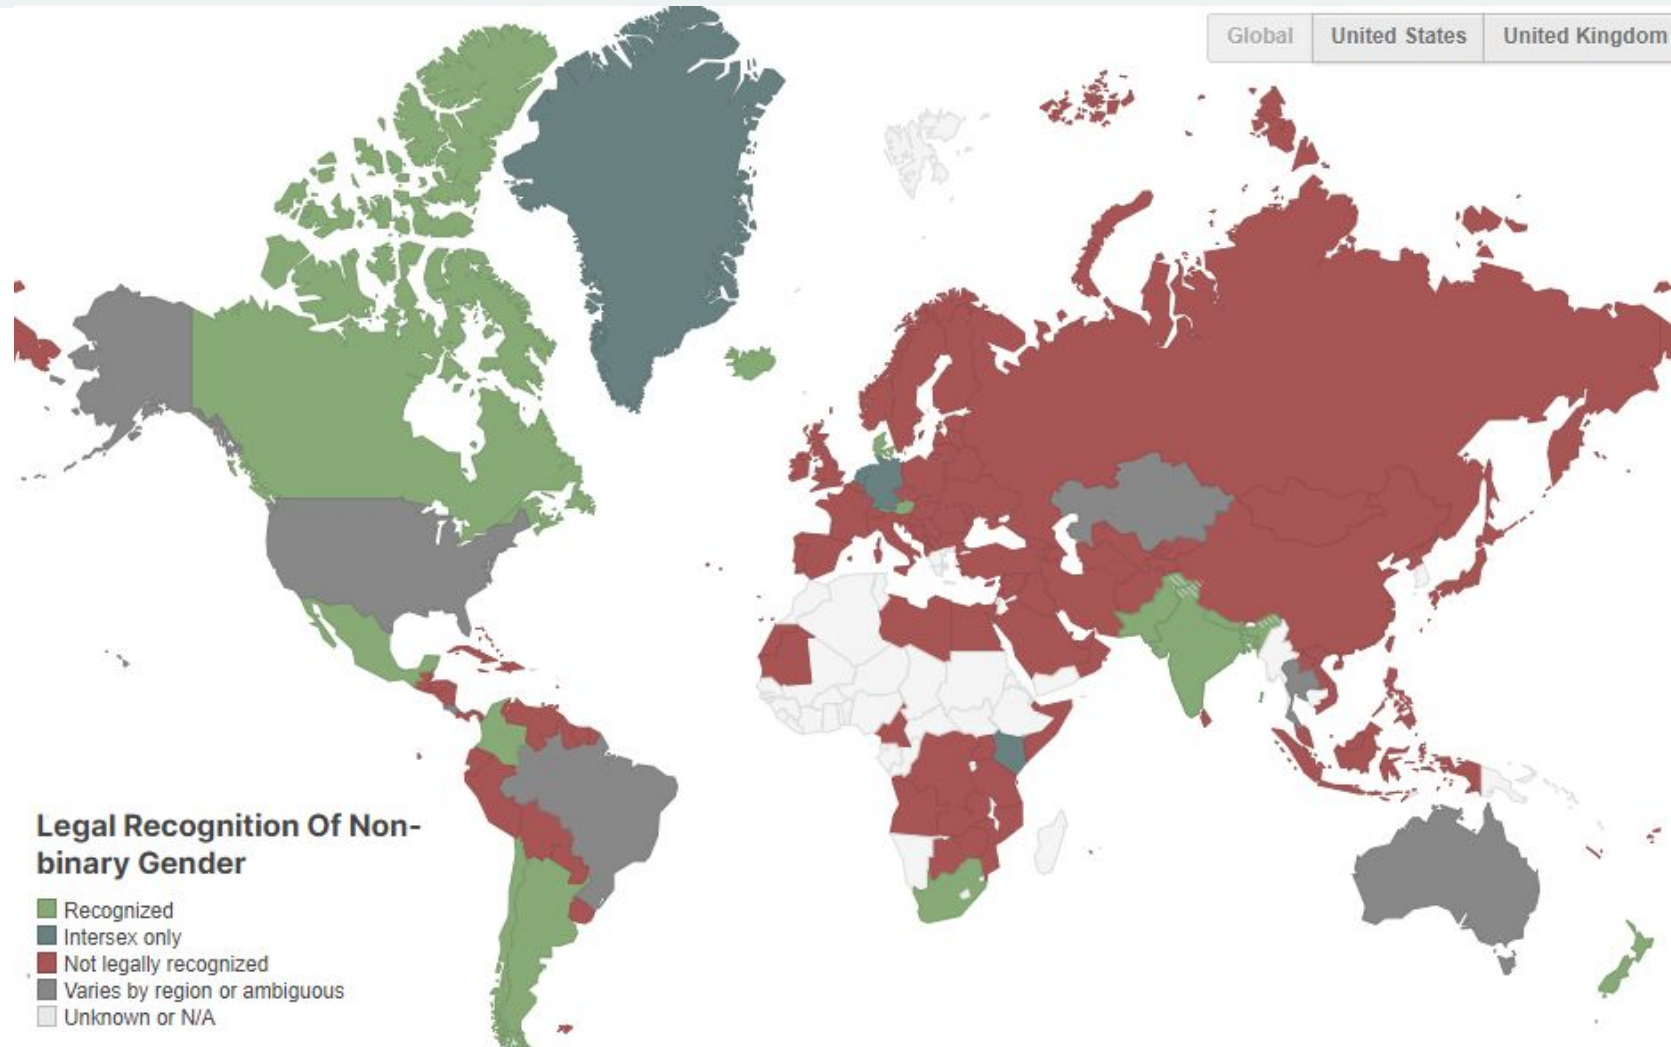 Global United States United Kingdom
Legal Recognition Of Non-
binary Gender
Recognized
Intersex only
Not legally recognized
Varies by region or ambiguous
Unknown or N/A